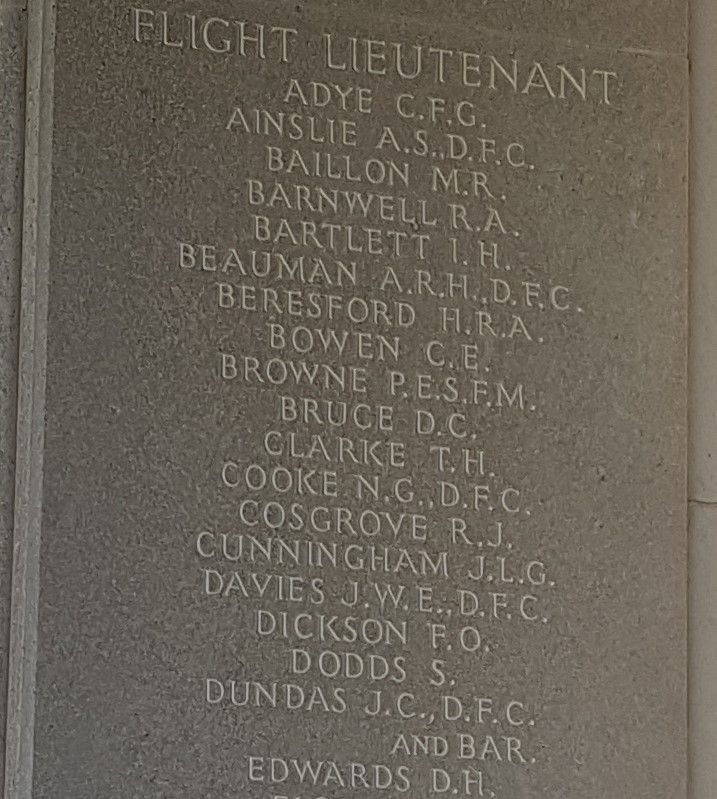 FLIGHT LIEUTENANT
ADYE C.F.G.
AINSLIE A.S., D.F.C.
BAILLON M.R.
BARNWELL R.A.
BARTLETT I.H.
BEAUMAN A.R.H., D.F.C.
BERESFORD H.R.A.
BOWEN C.E.
BROWNE P.E.S.F.M.
BRUCE D.C.
CLARKE T.H.
COOKE N.G., D.F.C.
COSGROVE R.J.
CUNNINGHAM J.L.G.
DAVIES J.W.E., D.F.C.
DICKSON F.O.
DODDS S.
DUNDAS J.C., D.F.C.
AND BAR.
EDWARDS D.H.